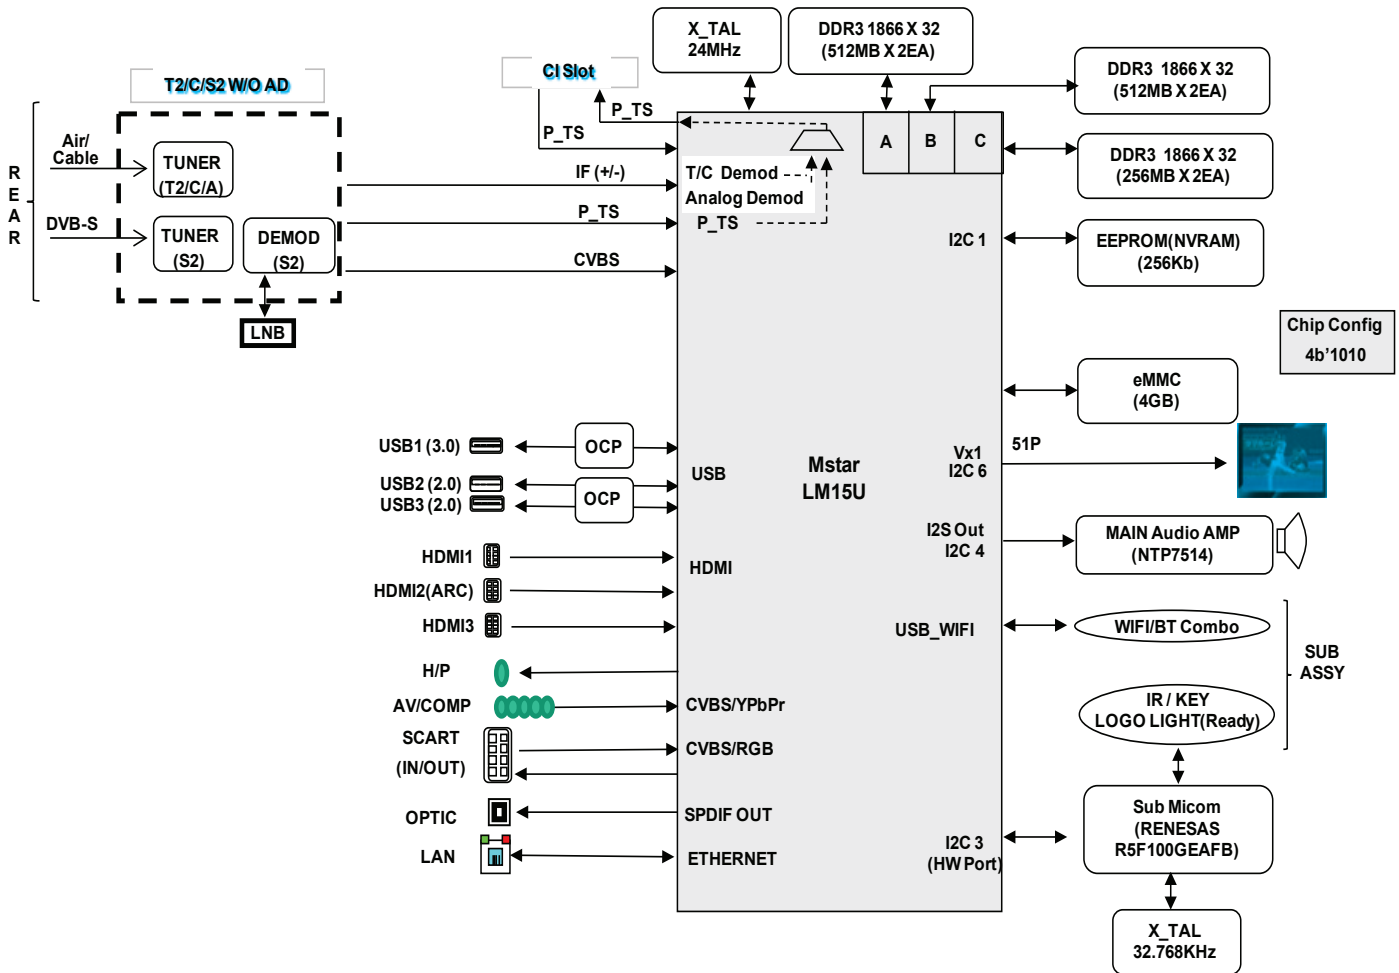 X_TAL
24MHz
DDR3 1866 X 32
(512MB X 2EA)
CI Slot
DDR3 1866 X 32
(512MB X 2EA)
T2/C/S2 W/O AD
P_TS
P_TS
A B C
DDR3 1866 X 32
(256MB X 2EA)
REAR
Air/
Cable
TUNER
(T2/C/A)
IF (+/-)
T/C Demod
Analog Demod
DVB-S
TUNER
(S2)
DEMOD
(S2)
P_TS
P_TS
CVBS
I2C 1
EEPROM(NVRAM)
(256Kb)
LNB
Chip Config
4b'1010
eMMC
(4GB)
USB1 (3.0)
OCP
USB2 (2.0)
USB3 (2.0)
OCP
USB
Mstar
LM15U
Vx1
I2C 6
51P
HDMI1
HDMI2(ARC)
HDMI3
HDMI
I2S Out
I2C 4
MAIN Audio AMP
(NTP7514)
USB_WIFI
WIFI/BT Combo
SUB
ASSY
H/P
AV/COMP
CVBS/YPbPr
IR / KEY
LOGO LIGHT(Ready)
SCART
(IN/OUT)
CVBS/RGB
OPTIC
SPDIF OUT
LAN
ETHERNET
I2C 3
(HW Port)
Sub Micom
(RENESAS
R5F100GEAFB)
X_TAL
32.768KHz